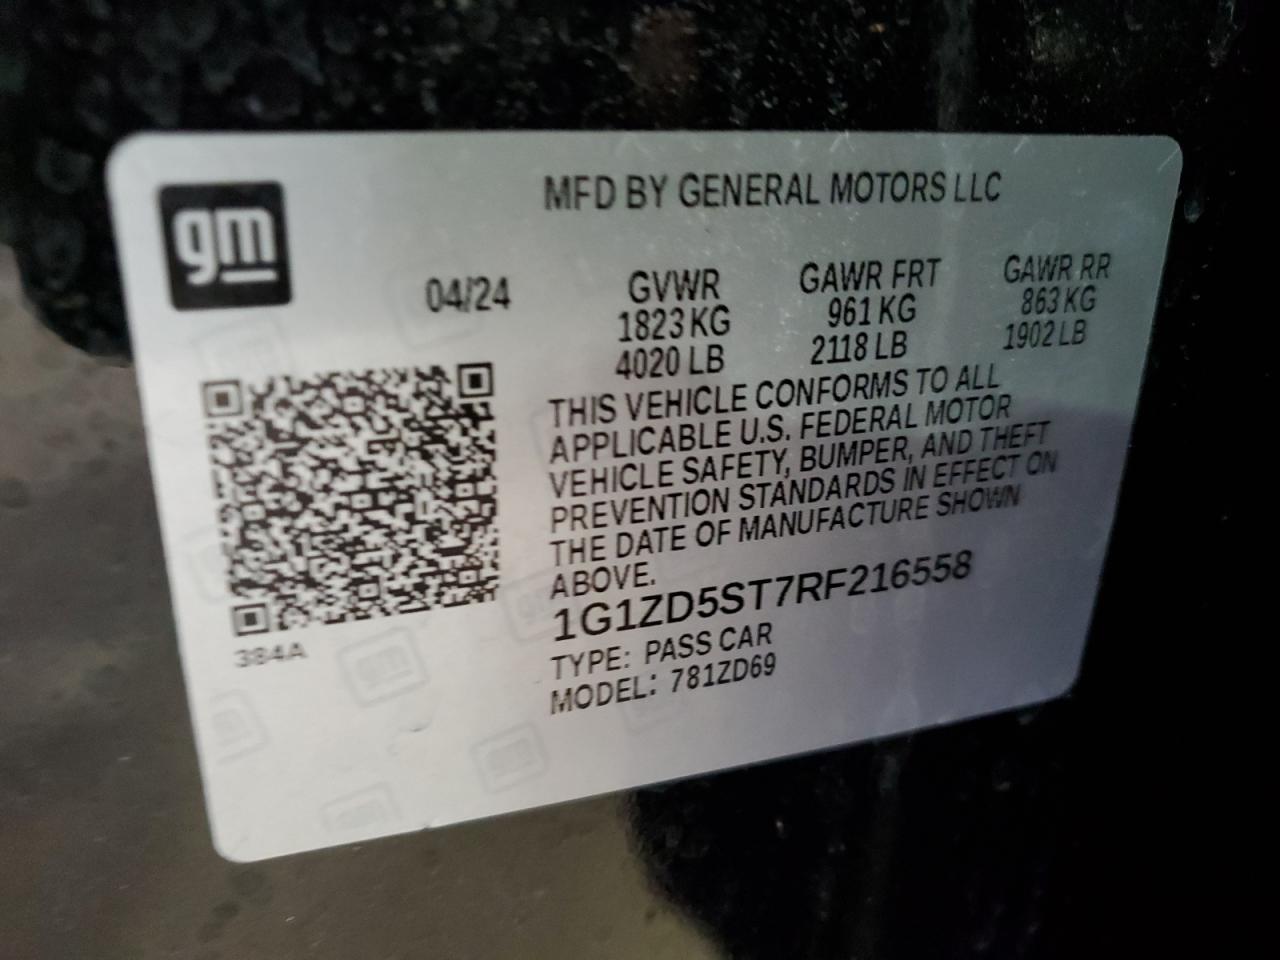 gm
MFD BY GENERAL MOTORS LLC
04/24
GVWR
1823 KG
4020 LB
GAWR FRT
961 KG
2118 LB
GAWR RR
863 KG
1902 LB
THIS VEHICLE CONFORMS TO ALL
APPLICABLE U.S. FEDERAL MOTOR
VEHICLE SAFETY, BUMPER, AND THEFT
PREVENTION STANDARDS IN EFFECT ON
THE DATE OF MANUFACTURE SHOWN
ABOVE.
1G1ZD5ST7RF216558
TYPE: PASS CAR
MODEL: 781ZD69
384A
gm
gm